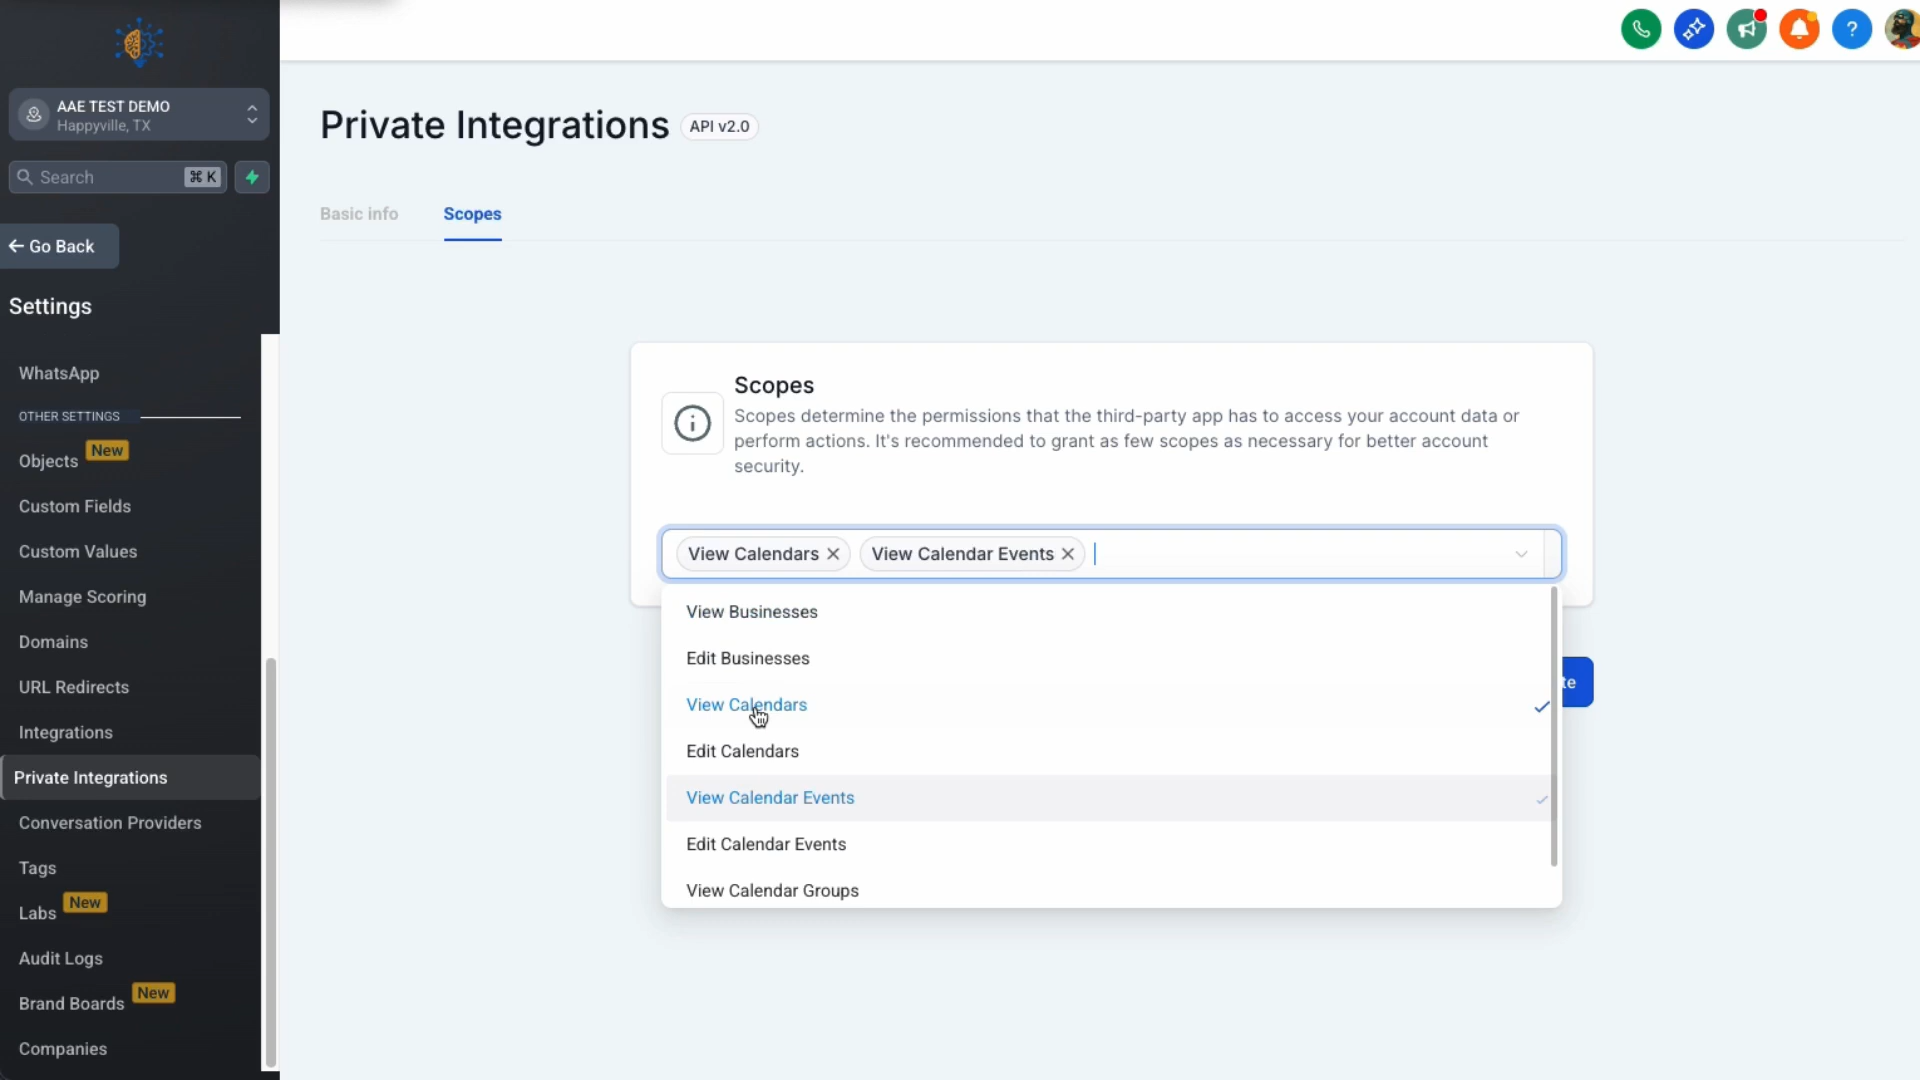 AAE TEST DEMO
Happyville, TX
Search
⌘ K
Go Back
Settings
WhatsApp
OTHER SETTINGS
Objects New
Custom Fields
Custom Values
Manage Scoring
Domains
URL Redirects
Integrations
Private Integrations
Conversation Providers
Tags
Labs New
Audit Logs
Brand Boards New
Companies
?
Private Integrations API v2.0
Basic info Scopes
Scopes
Scopes determine the permissions that the third-party app has to access your account data or
perform actions. It's recommended to grant as few scopes as necessary for better account
security.
View Calendars View Calendar Events
View Businesses
Edit Businesses
View Calendars
Edit Calendars
View Calendar Events
Edit Calendar Events
View Calendar Groups